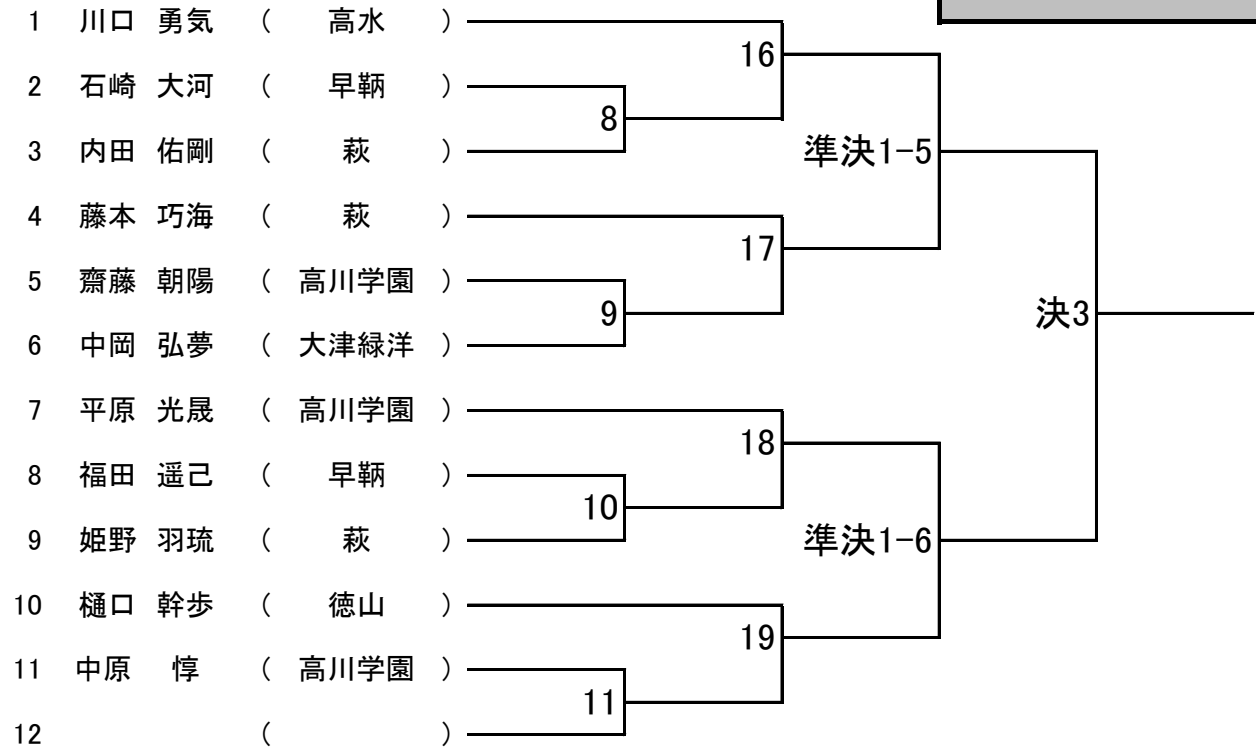 1 川口 勇気 ( 高水 )
16
2 石崎 大河 ( 早鞆 )
8
3 内田 佑剛 ( 萩 )
準決1-5
4 藤本 巧海 ( 萩 )
17
5 齋藤 朝陽 ( 高川学園 )
9
決3
6 中岡 弘夢 ( 大津緑洋 )
7 平原 光晟 ( 高川学園 )
18
8 福田 遥己 ( 早鞆 )
10
9 姫野 羽琉 ( 萩 )
準決1-6
10 樋口 幹歩 ( 徳山 )
19
11 中原 惇 ( 高川学園 )
11
12 ( )